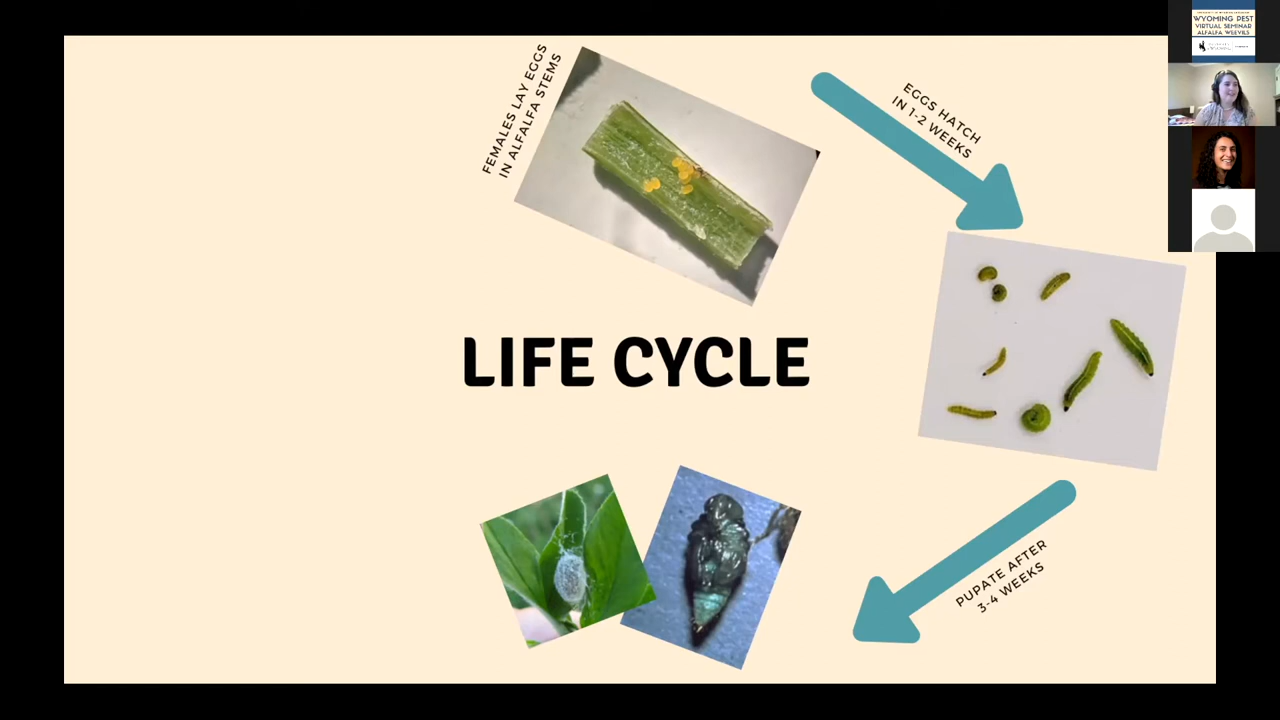 FEMALES LAY EGGS
IN ALFALFA STEMS
EGGS HATCH
IN 1-2 WEEKS
LIFE CYCLE
PUPATE AFTER
3-4 WEEKS
WYOMING PEST
VIRTUAL SEMINAR
ALFALFA WEEVILS